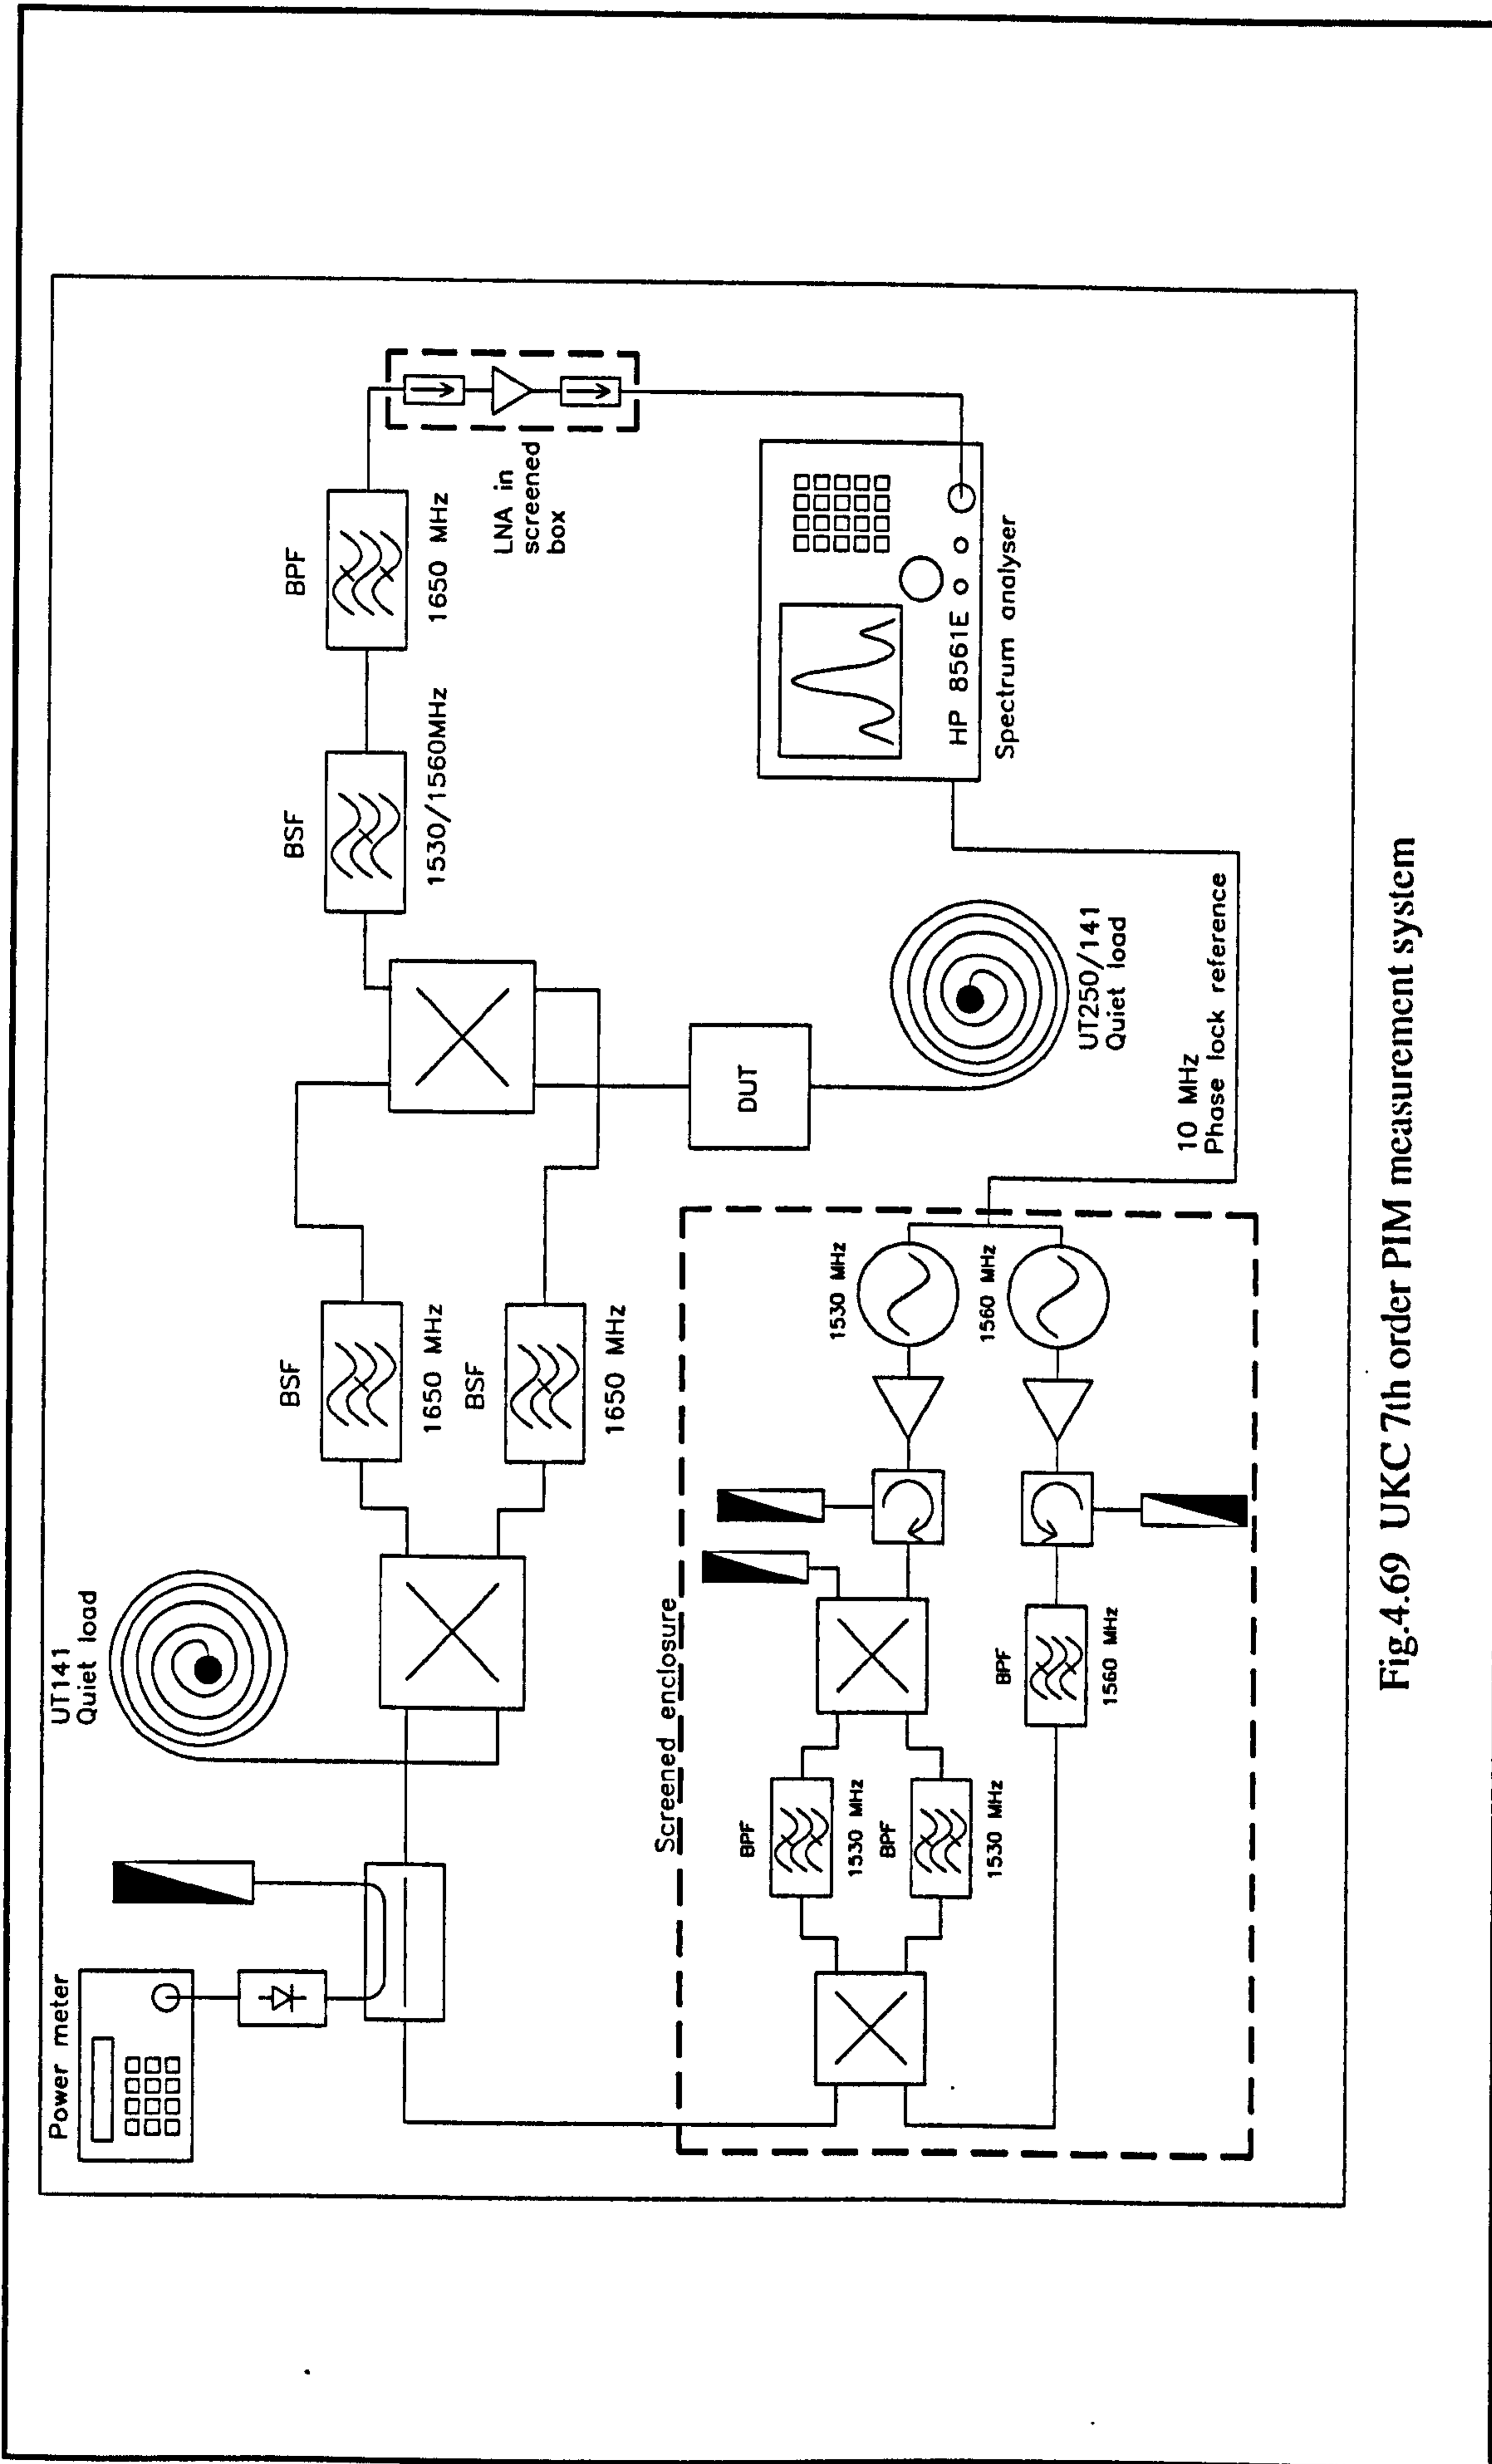 Power meter
UT141
Quiet load
BSF
1650 MHz
BSF
1650 MHz
BSF
1530/1560MHz
BPF
1650 MHz
LNA in
screened
box
HP 8561E
Spectrum analyser
DUT
UT250/141
Quiet load
10 MHz
Phase lock reference
Screened enclosure
BPF
1530 MHz
BPF
1530 MHz
BPF
1560 MHz
1530 MHz
1560 MHz
Fig.4.69 UKC 7th order PIM measurement system